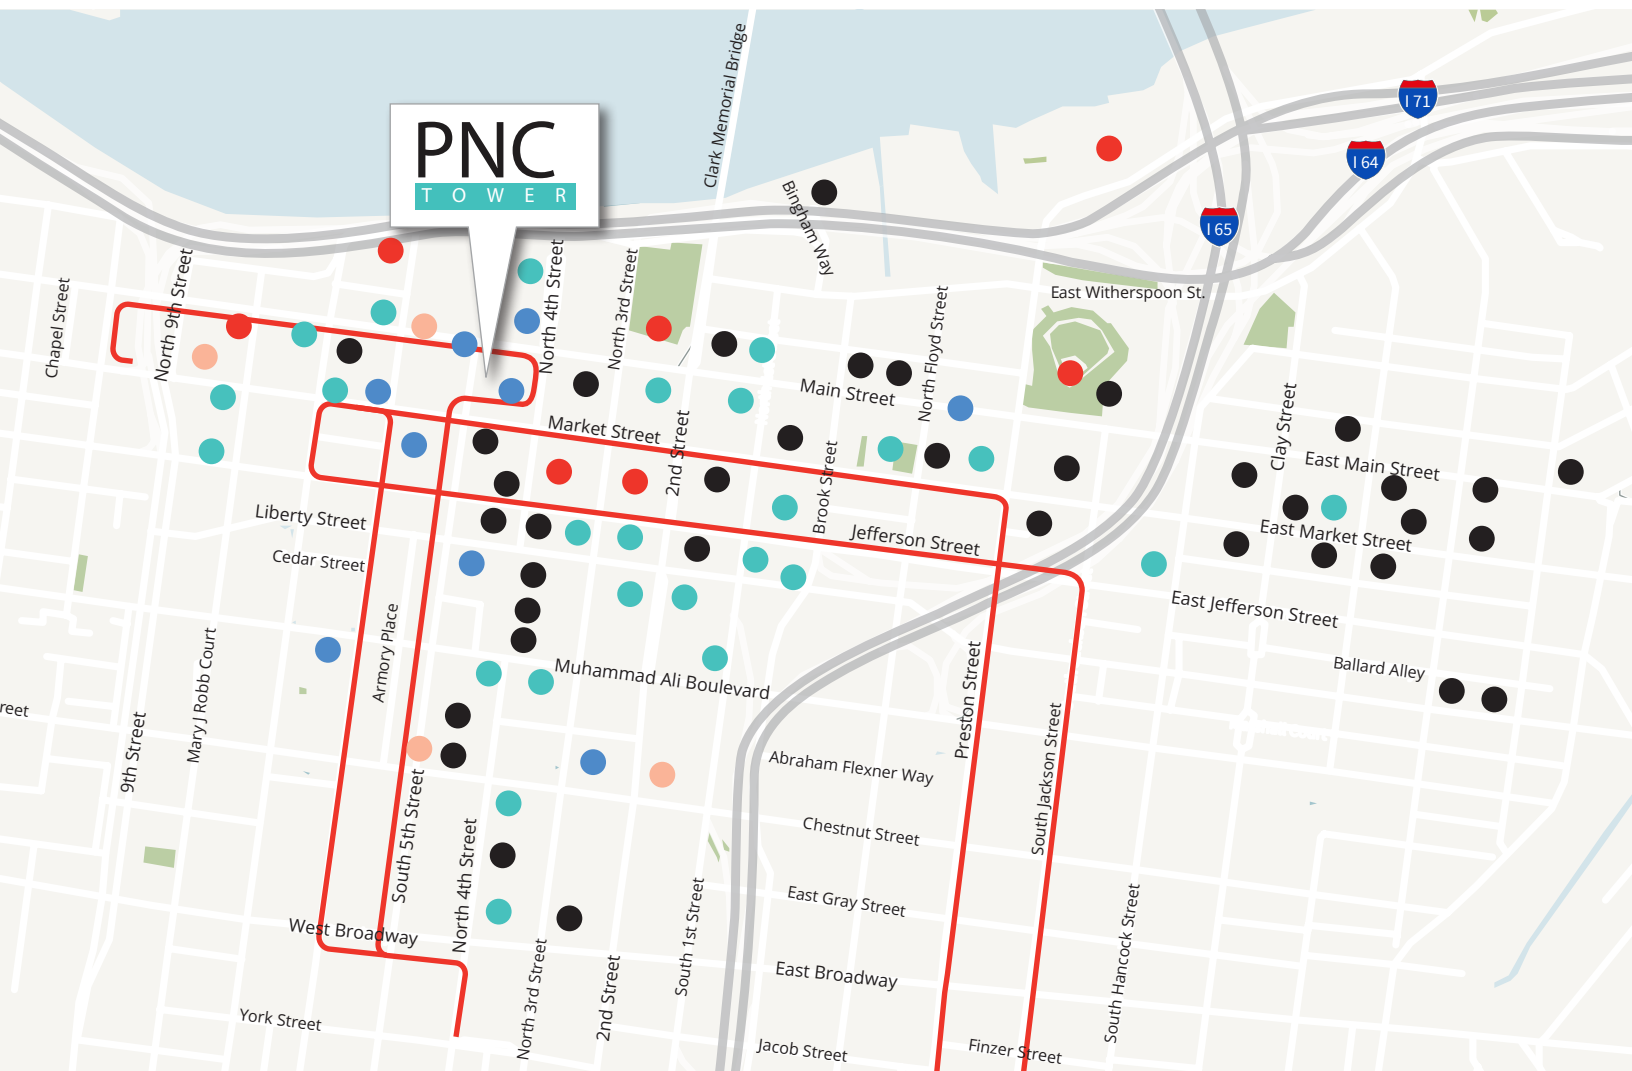 Clark Memorial Bridge
I 71
PNC
TOWER
I 64
Bingham Way
I 65
North 9th Street
Chapel Street
North 4th Street
North 3rd Street
East Witherspoon St.
North Floyd Street
Main Street
Market Street
2nd Street
Clay Street
East Main Street
Brook Street
Liberty Street
Jefferson Street
East Market Street
Cedar Street
East Jefferson Street
Armory Place
Mary J Robb Court
Muhammad Ali Boulevard
Preston Street
Ballard Alley
reet
9th Street
South Jackson Street
Abraham Flexner Way
South 5th Street
Chestnut Street
North 4th Street
South 1st Street
East Gray Street
South Hancock Street
West Broadway
North 3rd Street
2nd Street
East Broadway
York Street
Jacob Street
Finzer Street